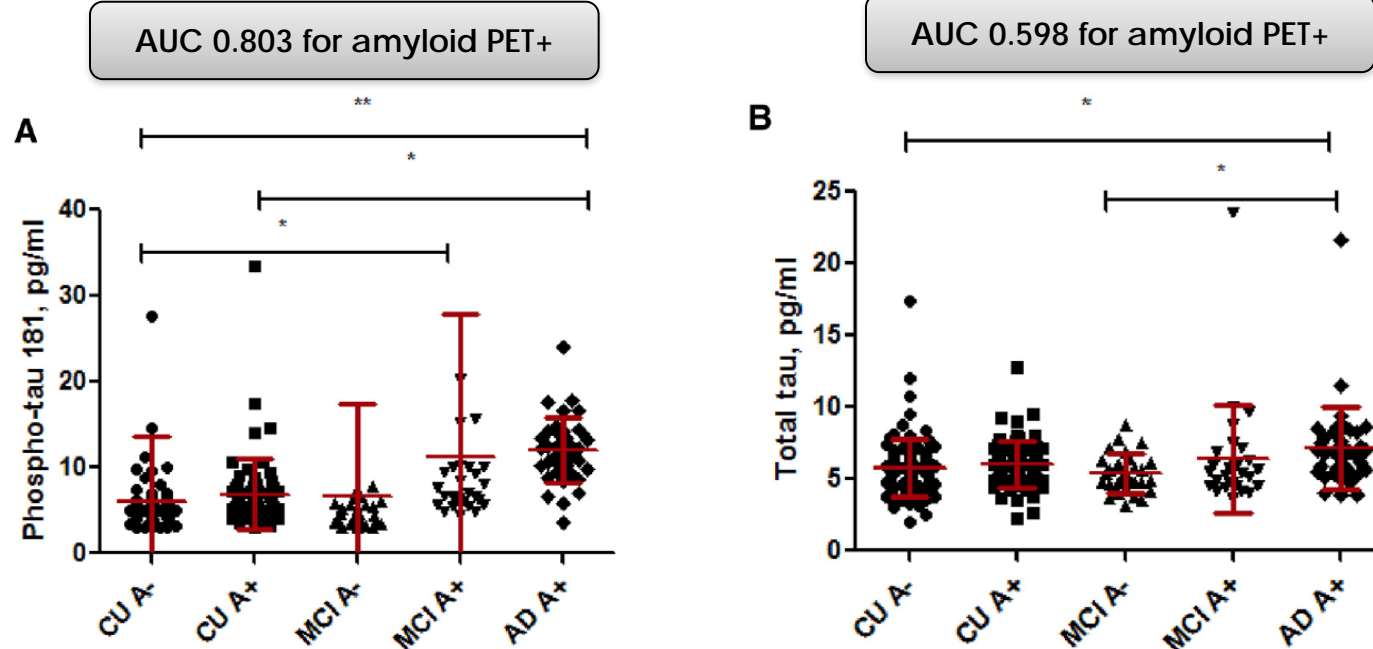 AUC 0.803 for amyloid PET+
AUC 0.598 for amyloid PET+
A
**
*
*
Phospho-tau 181, pg/ml
40
30
20
10
0
CU A-
CU A+
MCI A-
MCI A+
AD A+
B
*
*
Total tau, pg/ml
25
20
15
10
5
0
CU A-
CU A+
MCI A-
MCI A+
AD A+